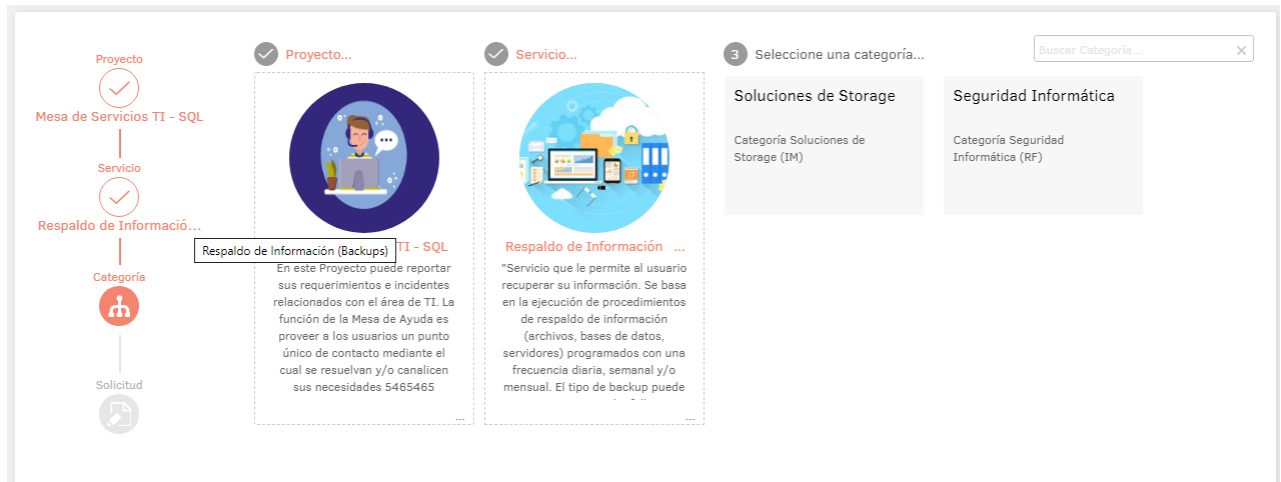 Proyecto
Mesa de Servicios TI - SQL
Servicio
Respaldo de Informació...
Respaldo de Información (Backups)
Categoría
Solicitud
Proyecto...
TI - SQL
En este Proyecto puede reportar
sus requerimientos e incidentes
relacionados con el área de TI. La
función de la Mesa de Ayuda es
proveer a los usuarios un punto
único de contacto mediante el
cual se resuelvan y/o canalicen
sus necesidades 5465465
...
Servicio...
Respaldo de Información ...
"Servicio que le permite al usuario
recuperar su información. Se basa
en la ejecución de procedimientos
de respaldo de información
(archivos, bases de datos,
servidores) programados con una
frecuencia diaria, semanal y/o
mensual. El tipo de backup puede
...
3 Seleccione una categoría...
Buscar Categoría...
Soluciones de Storage
Categoría Soluciones de
Storage (IM)
Seguridad Informática
Categoría Seguridad
Informática (RF)